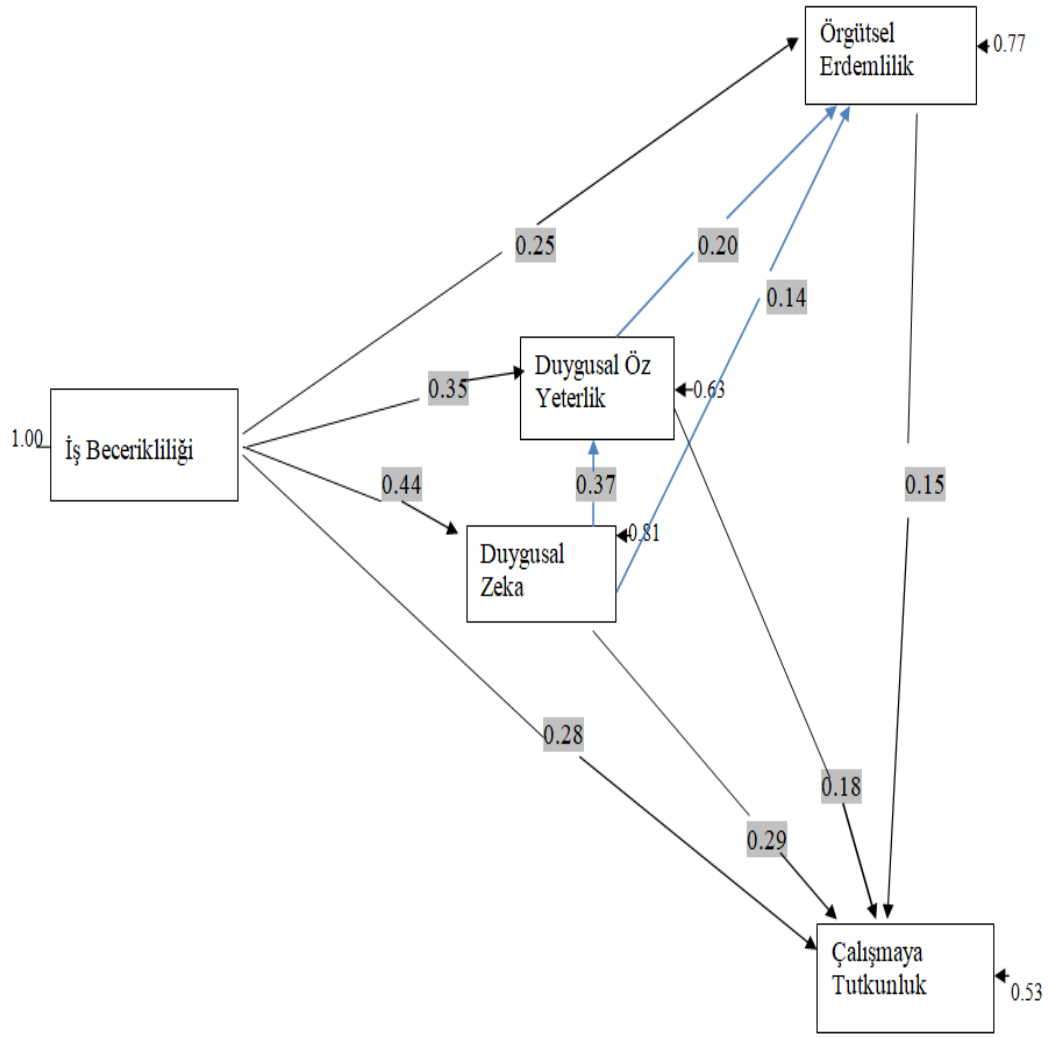 Örgütsel
Erdemlilik
0.77
0.25
0.20
0.14
Duygusal Öz
Yeterlik
0.63
0.35
1.00
İş Becerikliliği
0.44
0.37
0.15
Duygusal
Zeka
0.81
0.28
0.18
0.29
Çalışmaya
Tutkunluk
0.53